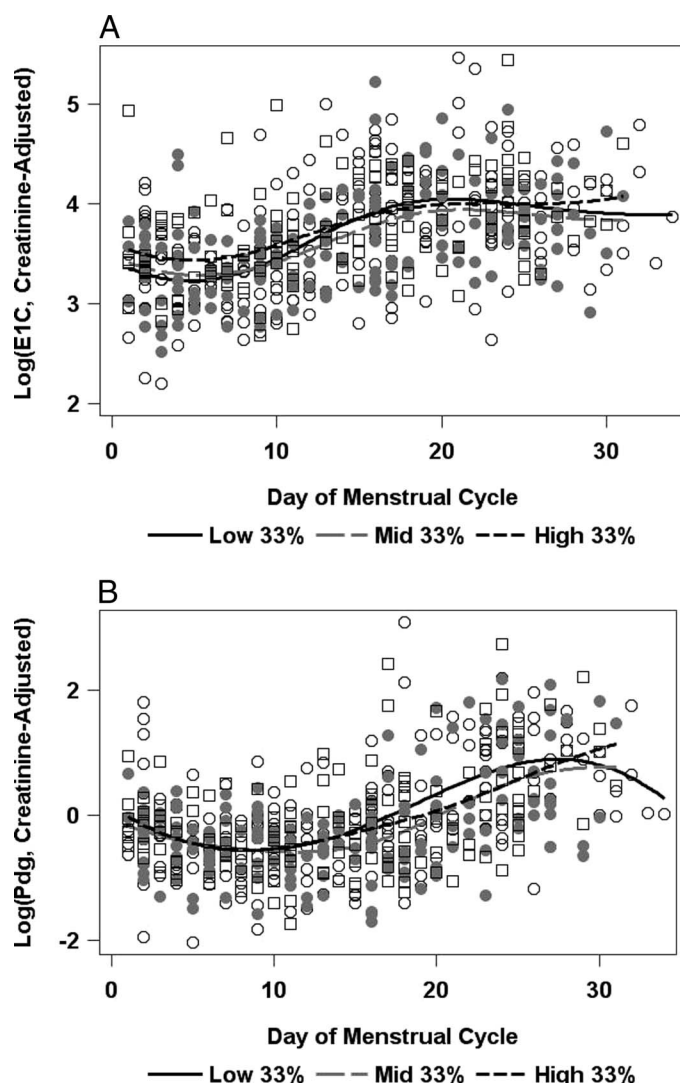 A
Log(E1C, Creatinine-Adjusted)
5
4
3
2
0 10 20 30
Day of Menstrual Cycle
Low 33% Mid 33% High 33%
B
Log(Pdg, Creatinine-Adjusted)
2
0
-2
0 10 20 30
Day of Menstrual Cycle
Low 33% Mid 33% High 33%